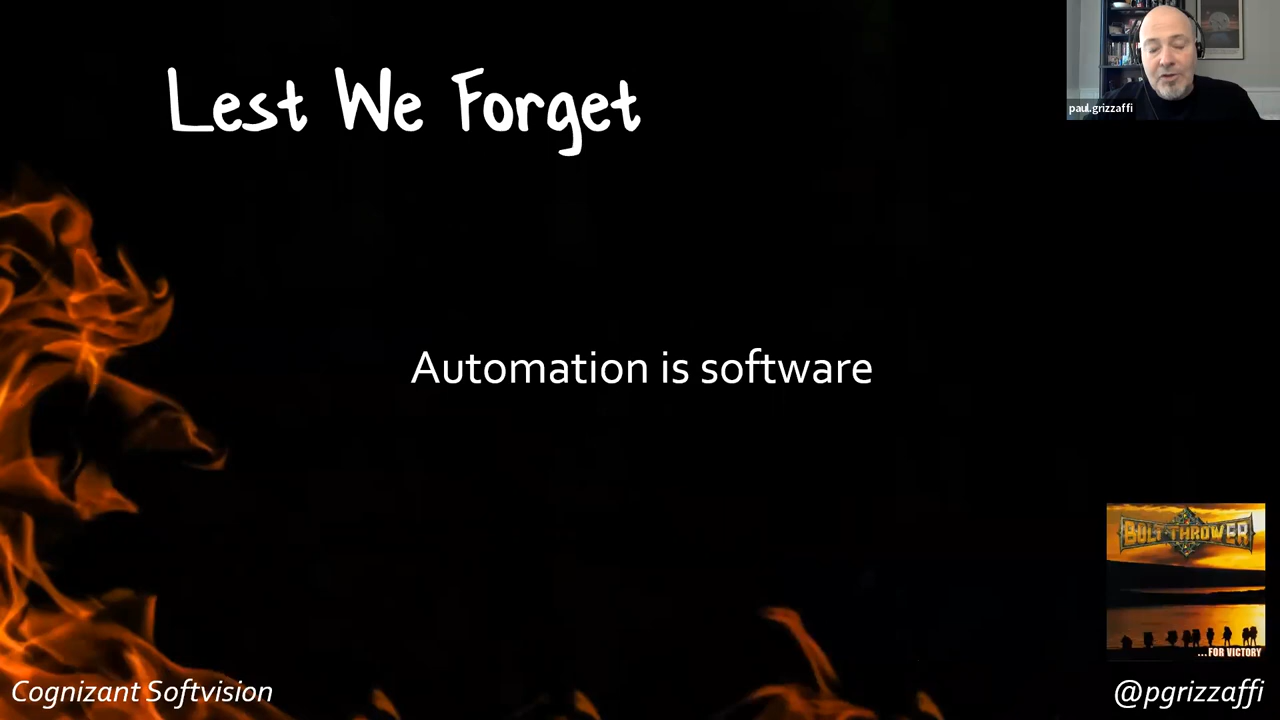 Lest We Forget
paul.grizzaffi
Automation is software
BOLT THROWER
...FOR VICTORY
Cognizant Softvision
@pgrizzaffi